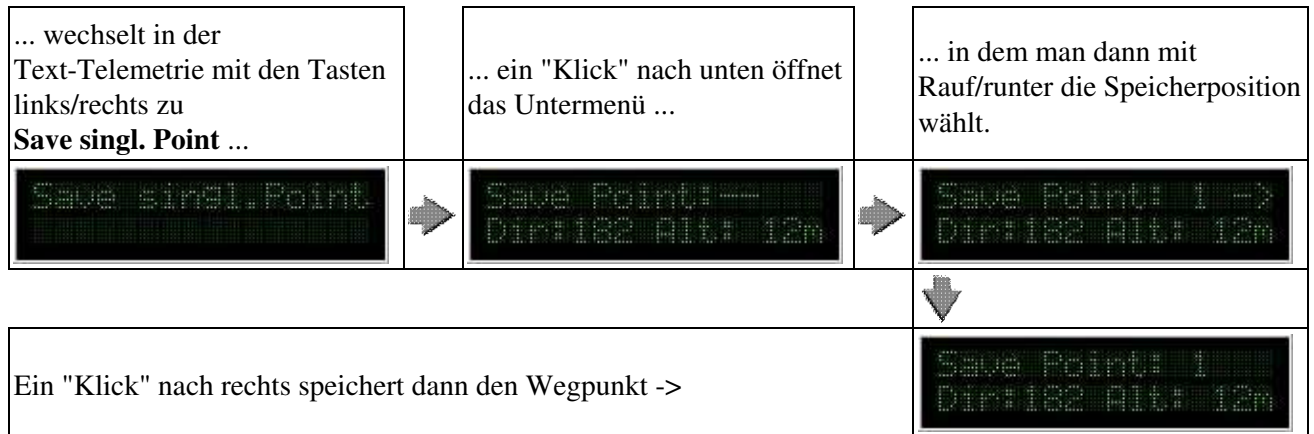 ... wechselt in der
Text-Telemetrie mit den Tasten
links/rechts zu
Save singl. Point ...
... ein "Klick" nach unten öffnet
das Untermenü ...
... in dem man dann mit
Rauf/runter die Speicherposition
wählt.
Save singl.Point
Save Point:--
Dir:182 Alt: 12m
Save Point: 1 ->
Dir:182 Alt: 12m
Ein "Klick" nach rechts speichert dann den Wegpunkt ->
Save Point: 1
Dir:182 Alt: 12m